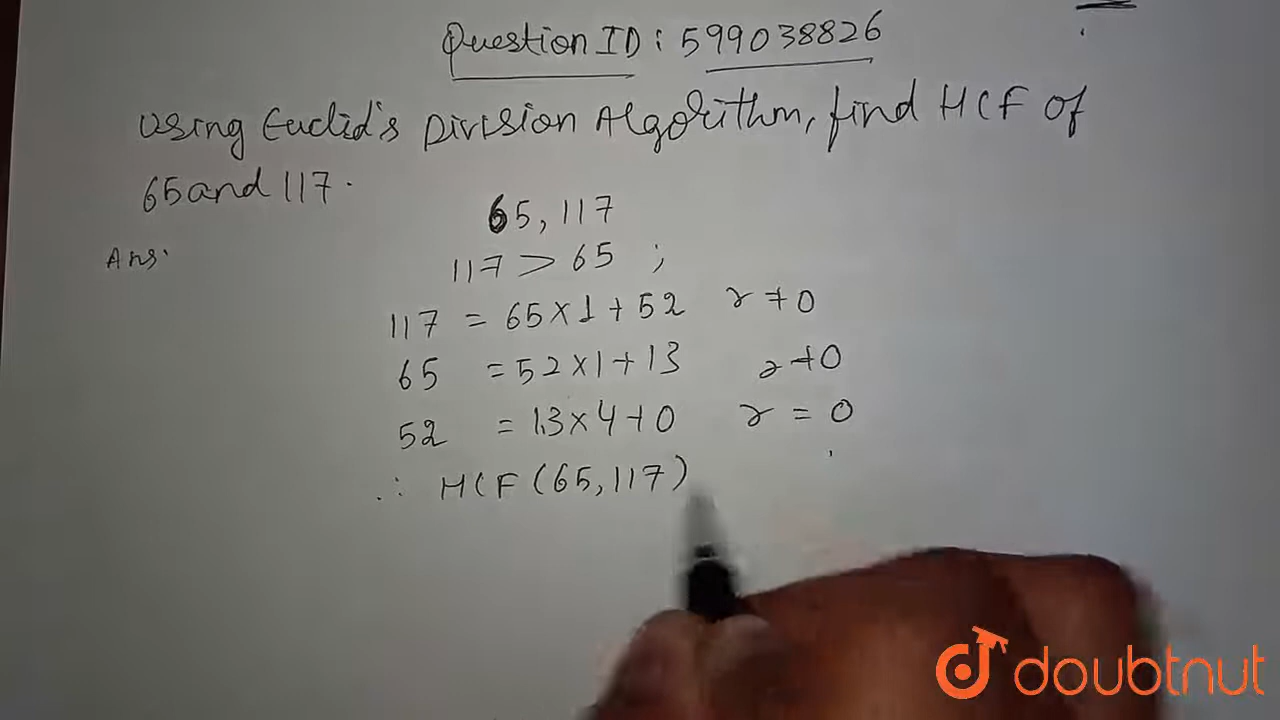 Question ID : 599038826
Using Euclid's Division Algorithm, find HCF of
65 and 117.
Ans.
65, 117
117 > 65 ;
117 = 65 × 1 + 52 r ≠ 0
65 = 52 × 1 + 13 r ≠ 0
52 = 13 × 4 + 0 r = 0
∴ HCF (65, 117)
doubtnut